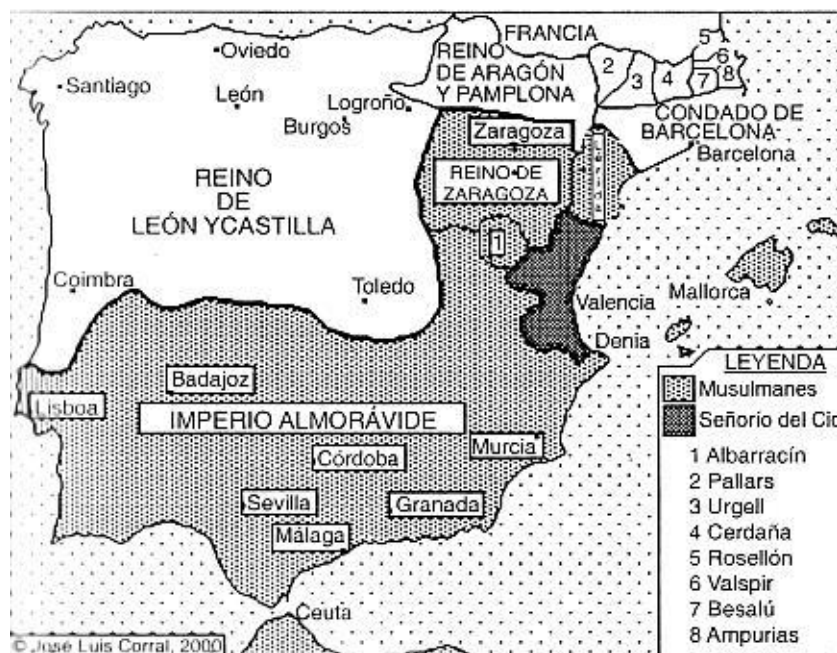 FRANCIA
5
Oviedo
REINO
DE ARAGÓN
Y PAMPLONA
2
3
4
6
7
8
Santiago
León
Logroño
Burgos
CONDADO DE
BARCELONA
Zaragoza
Barcelona
Lérida
REINO DE
ZARAGOZA
REINO
DE
LEÓN YCASTILLA
1
Coimbra
Toledo
Valencia
Mallorca
Denia
Badajoz
Lisboa
IMPERIO ALMORÁVIDE
Murcia
Córdoba
Sevilla
Granada
Málaga
Ceuta
LEYENDA
Musulmanes
Señorio del Cid
1 Albarracín
2 Pallars
3 Urgell
4 Cerdaña
5 Rosellón
6 Valspir
7 Besalú
8 Ampurias
© José Luis Corral, 2000